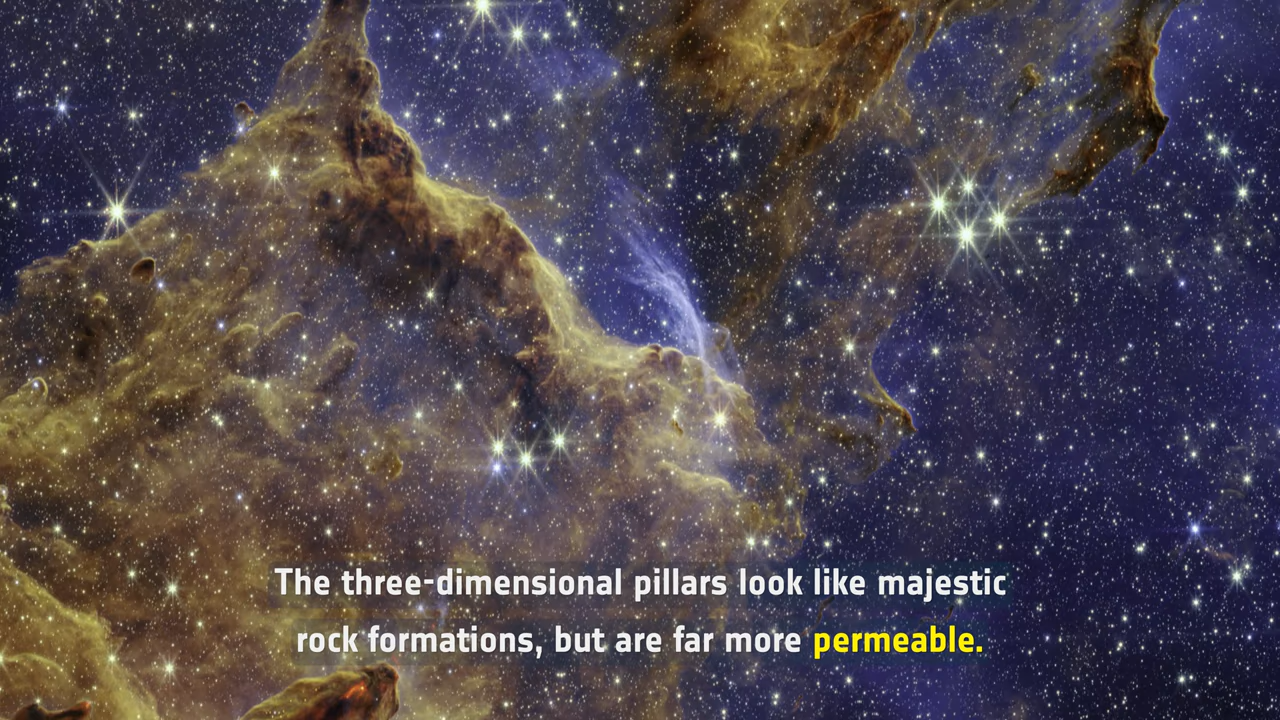 The three-dimensional pillars look like majestic
rock formations, but are far more permeable.